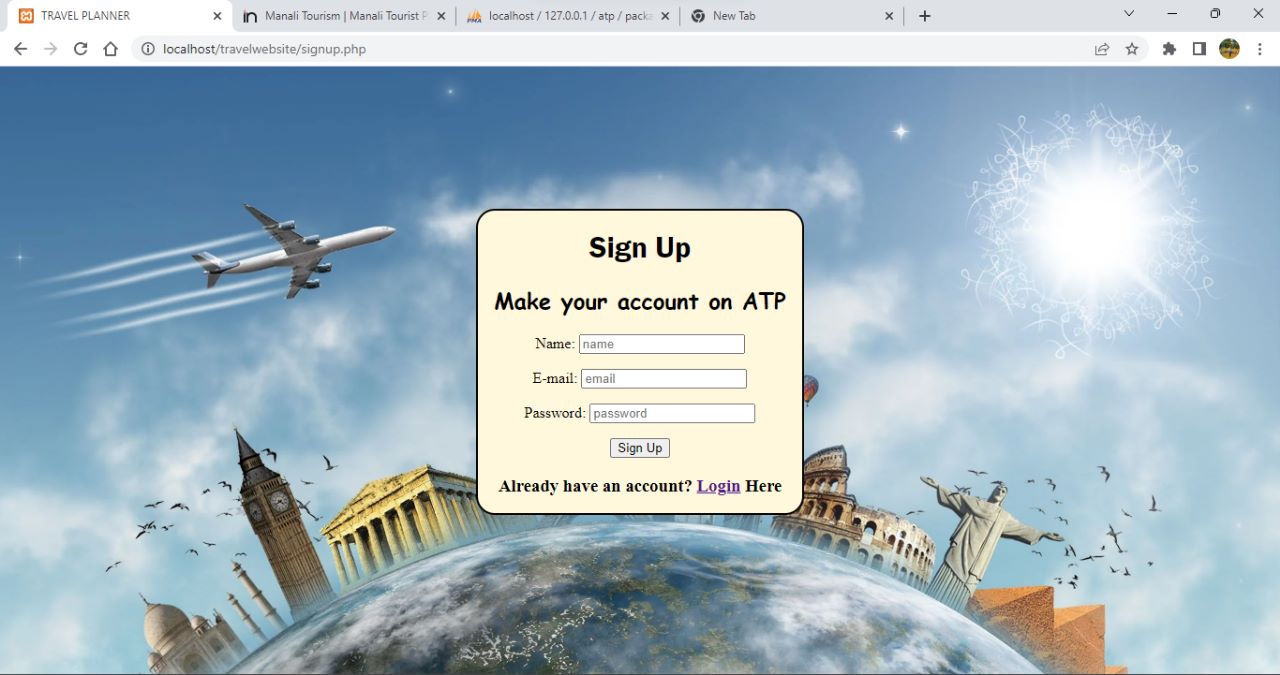 TRAVEL PLANNER
in Manali Tourism | Manali Tourist P
PMA localhost / 127.0.0.1 / atp / packa
New Tab
localhost/travelwebsite/signup.php
Sign Up
Make your account on ATP
Name: name
E-mail: email
Password: password
Sign Up
Already have an account? Login Here